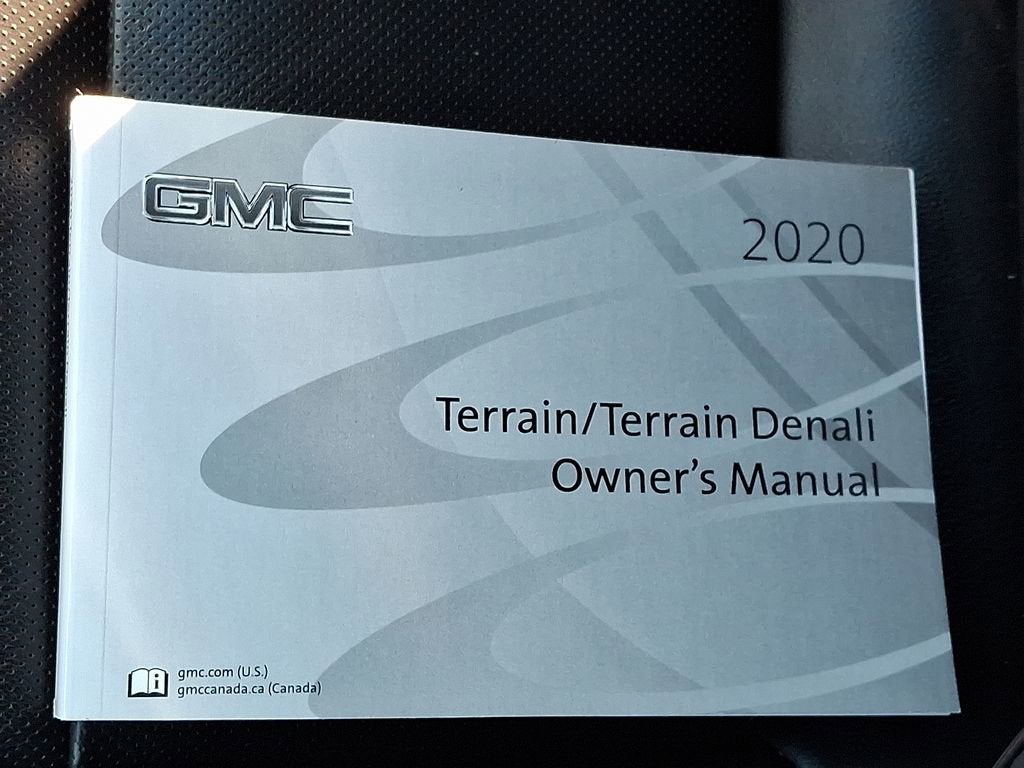 GMC
2020
Terrain/Terrain Denali
Owner's Manual
gmc.com (U.S.)
gmccanada.ca (Canada)